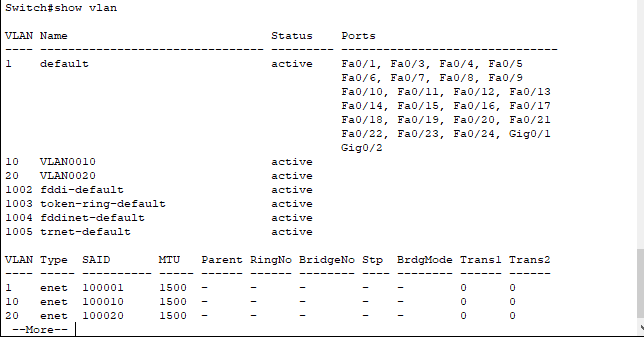 Switch#show vlan
VLAN Name                             Status    Ports
---- -------------------------------- --------- -------------------------------
1    default                          active    Fa0/1, Fa0/3, Fa0/4, Fa0/5
                                                Fa0/6, Fa0/7, Fa0/8, Fa0/9
                                                Fa0/10, Fa0/11, Fa0/12, Fa0/13
                                                Fa0/14, Fa0/15, Fa0/16, Fa0/17
                                                Fa0/18, Fa0/19, Fa0/20, Fa0/21
                                                Fa0/22, Fa0/23, Fa0/24, Gig0/1
                                                Gig0/2
10   VLAN0010                         active
20   VLAN0020                         active
1002 fddi-default                     active
1003 token-ring-default               active
1004 fddinet-default                  active
1005 trnet-default                    active
VLAN Type  SAID       MTU   Parent RingNo BridgeNo Stp  BrdgMode Trans1 Trans2
---- ----- ---------- ----- ------ ------ -------- ---- -------- ------ ------
1    enet  100001     1500  -      -      -        -    -        0      0
10   enet  100010     1500  -      -      -        -    -        0      0
20   enet  100020     1500  -      -      -        -    -        0      0
 --More--